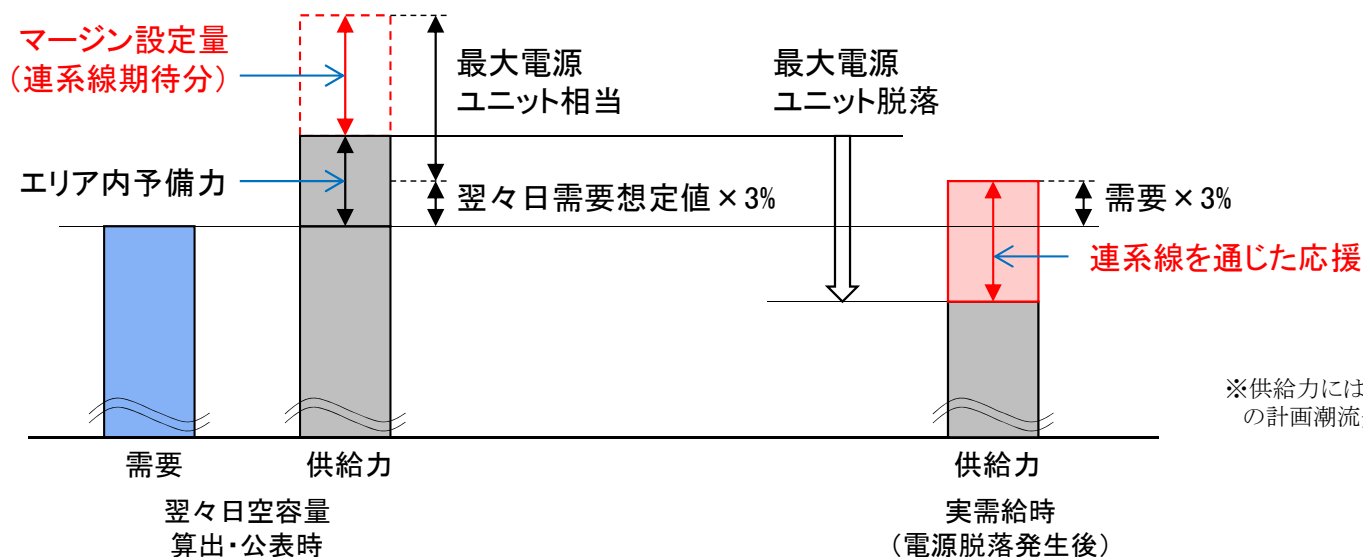 マージン設定量
（連系線期待分）
最大電源
ユニット相当
最大電源
ユニット脱落
エリア内予備力
翌々日需要想定値×3%
需要×3%
連系線を通じた応援
※供給力には
の計画潮流
需要
供給力
供給力
翌々日空容量
算出・公表時
実需給時
（電源脱落発生後）